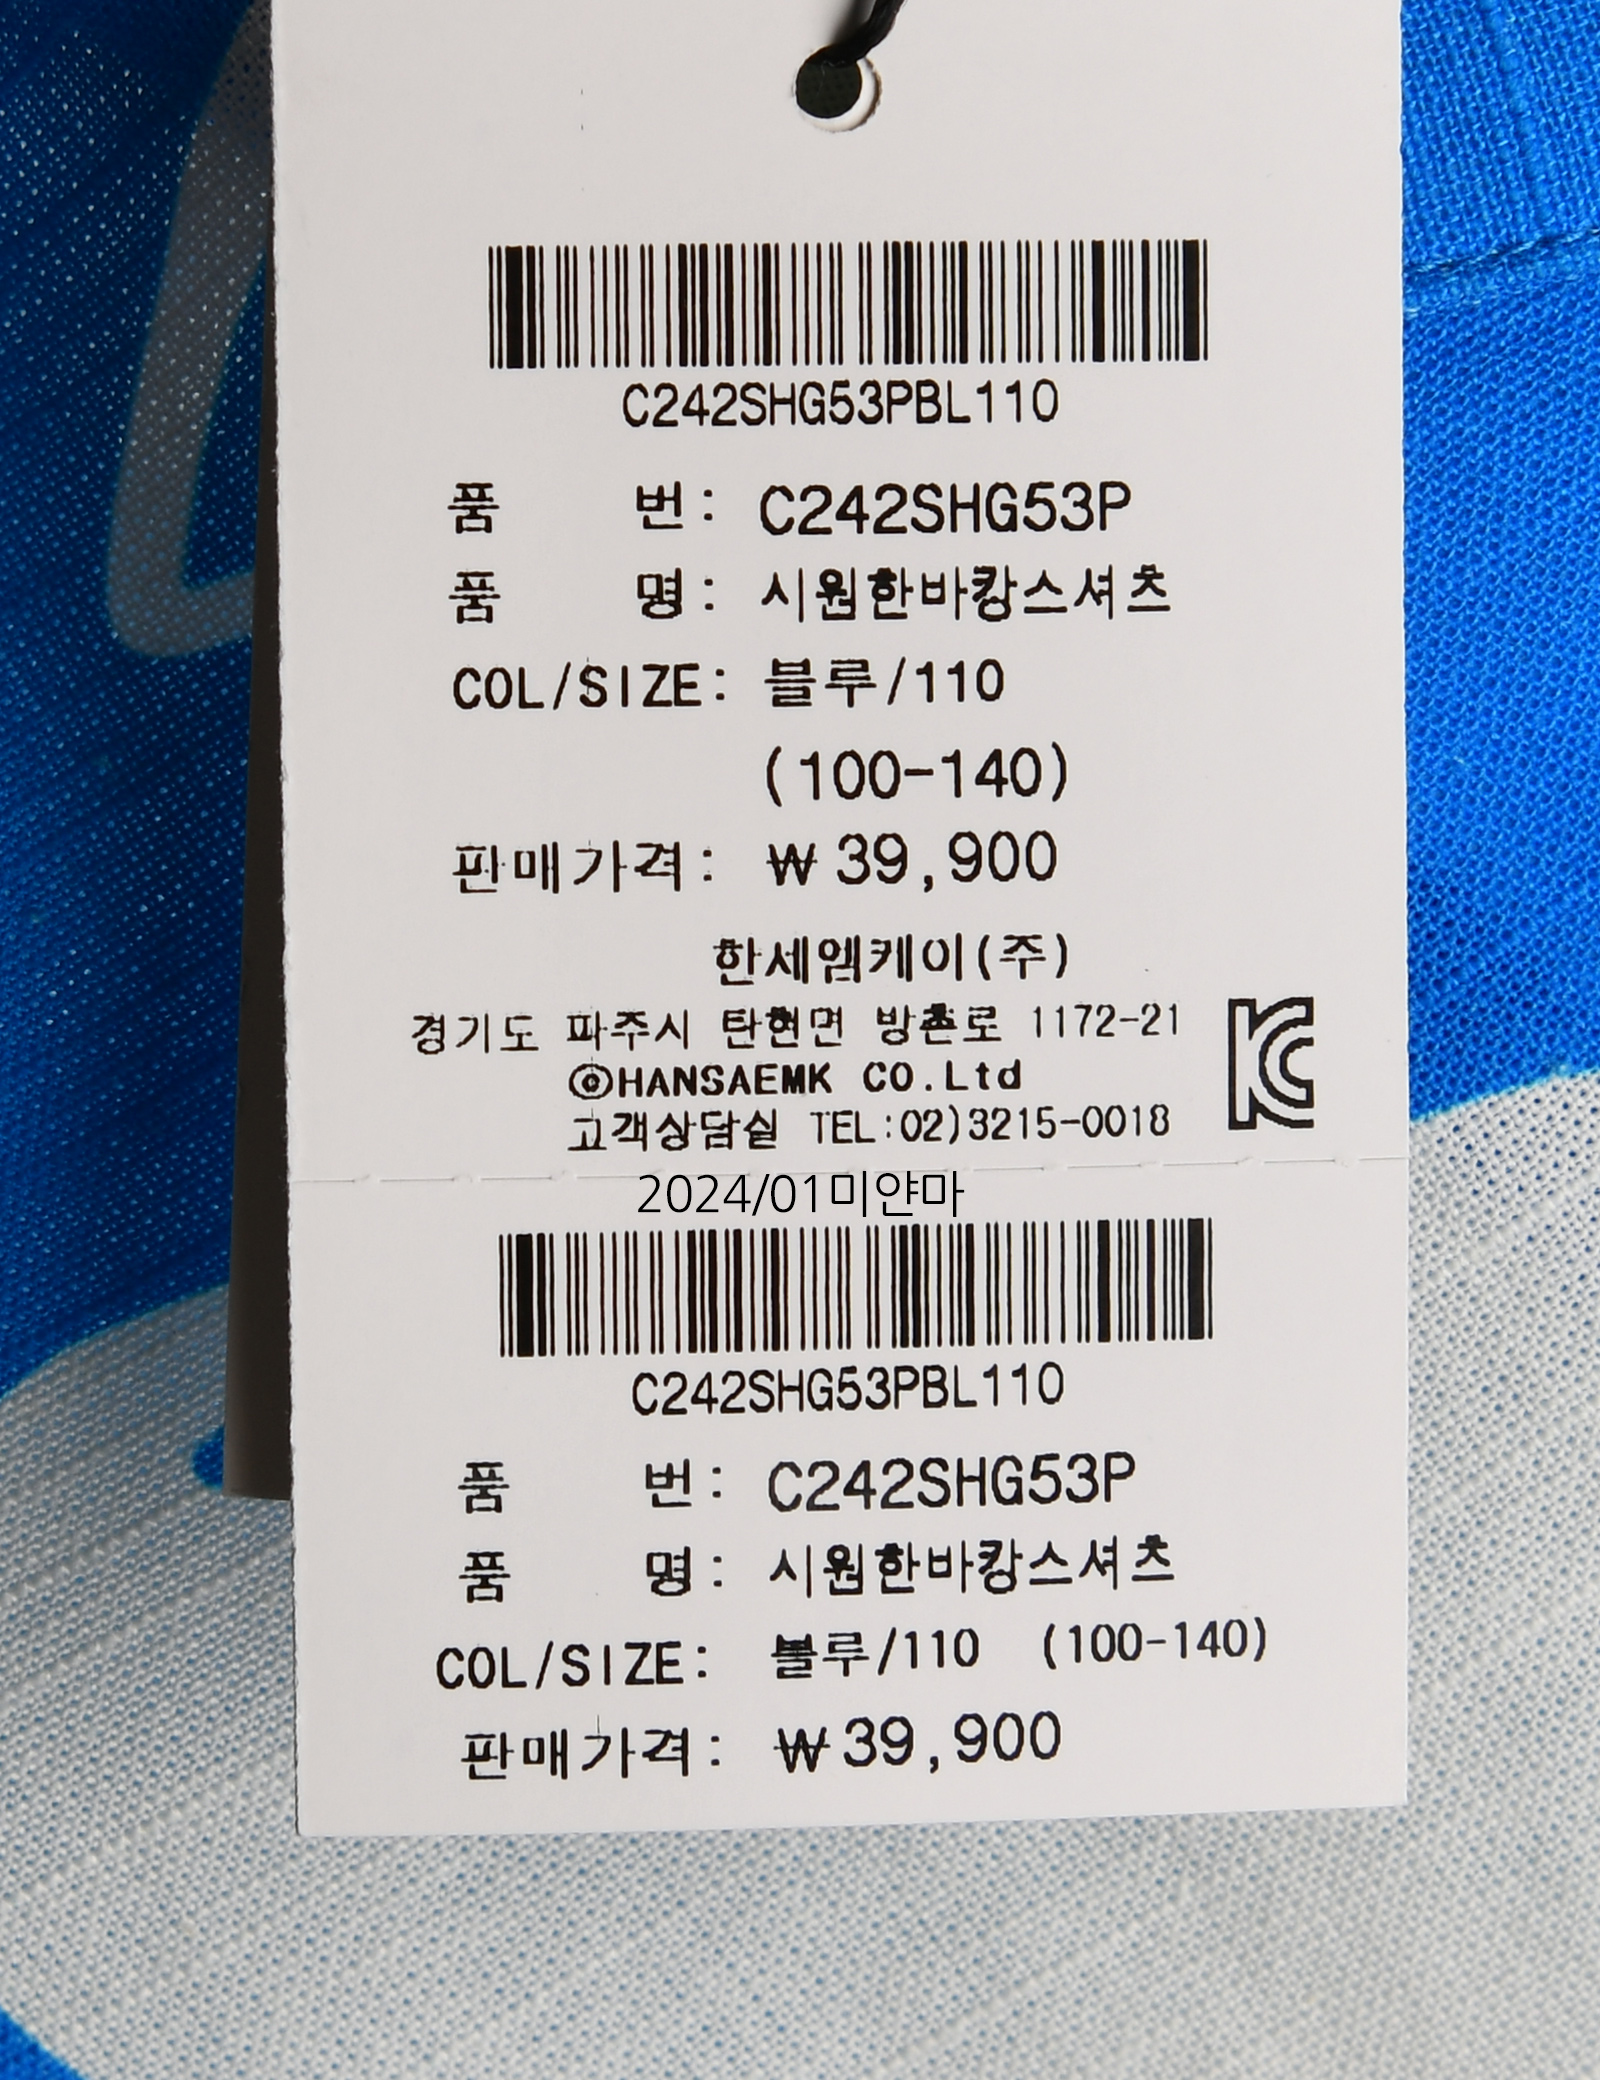 C242SHG53PBL110
품 번: C242SHG53P
품 명: 시원한바캉스셔츠
COL/SIZE: 블루/110
(100-140)
판매가격: ₩39,900
한세엠케이(주)
경기도 파주시 탄현면 방촌로 1172-21
ⓒHANSAEMK CO.Ltd
고객상담실 TEL:02)3215-0018
KC
2024/01미얀마
C242SHG53PBL110
품 번: C242SHG53P
품 명: 시원한바캉스셔츠
COL/SIZE: 블루/110 (100-140)
판매가격: ₩39,900